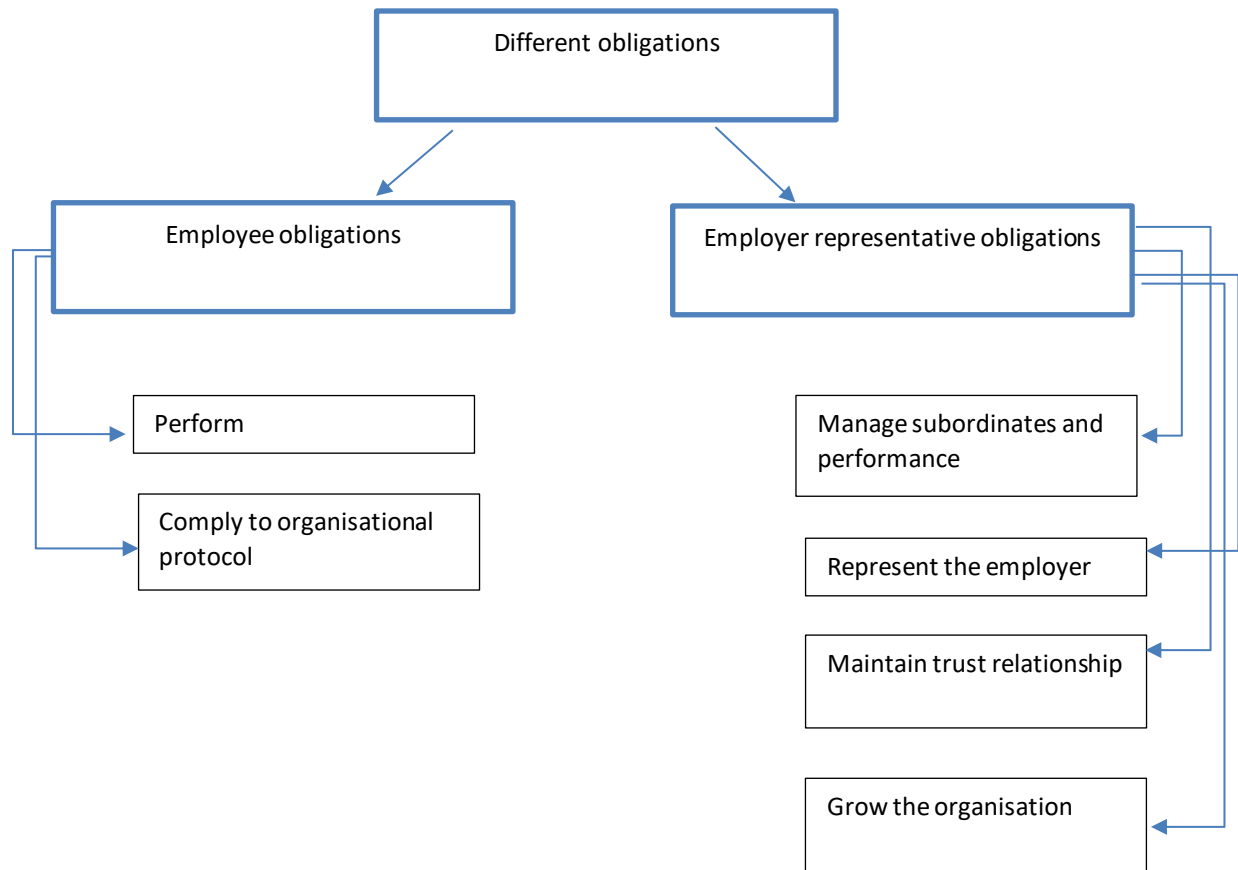 Different obligations
Employee obligations
Employer representative obligations
Perform
Comply to organisational
protocol
Manage subordinates and
performance
Represent the employer
Maintain trust relationship
Grow the organisation